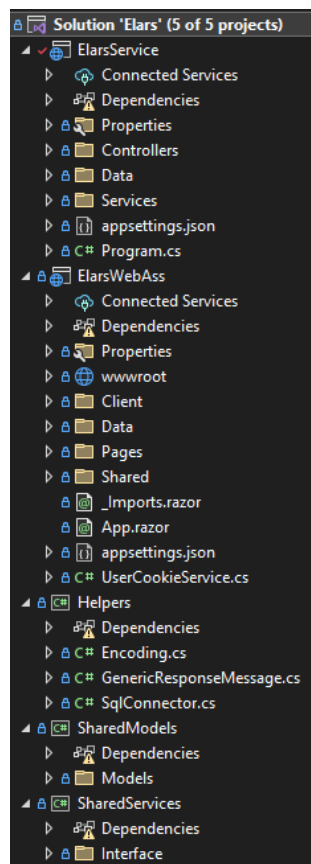 Solution 'Elars' (5 of 5 projects)
ElarsService
Connected Services
Dependencies
Properties
Controllers
Data
Services
appsettings.json
C# Program.cs
ElarsWebAss
Connected Services
Dependencies
Properties
wwwroot
Client
Data
Pages
Shared
_Imports.razor
App.razor
appsettings.json
C# UserCookieService.cs
C# Helpers
Dependencies
C# Encoding.cs
C# GenericResponseMessage.cs
C# SqlConnector.cs
C# SharedModels
Dependencies
Models
C# SharedServices
Dependencies
Interface